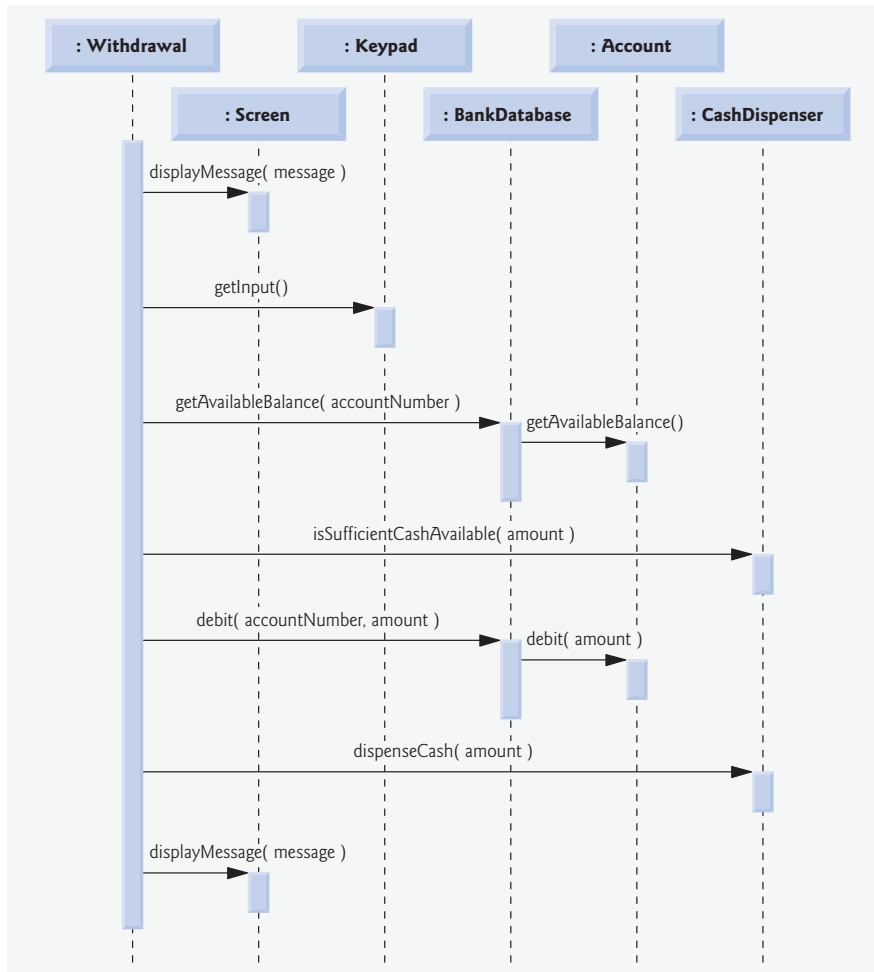 : Withdrawal
: Keypad
: Account
: Screen
: BankDatabase
: CashDispenser
displayMessage( message )
getInput()
getAvailableBalance( accountNumber )
getAvailableBalance()
isSufficientCashAvailable( amount )
debit( accountNumber, amount )
debit( amount )
dispenseCash( amount )
displayMessage( message )